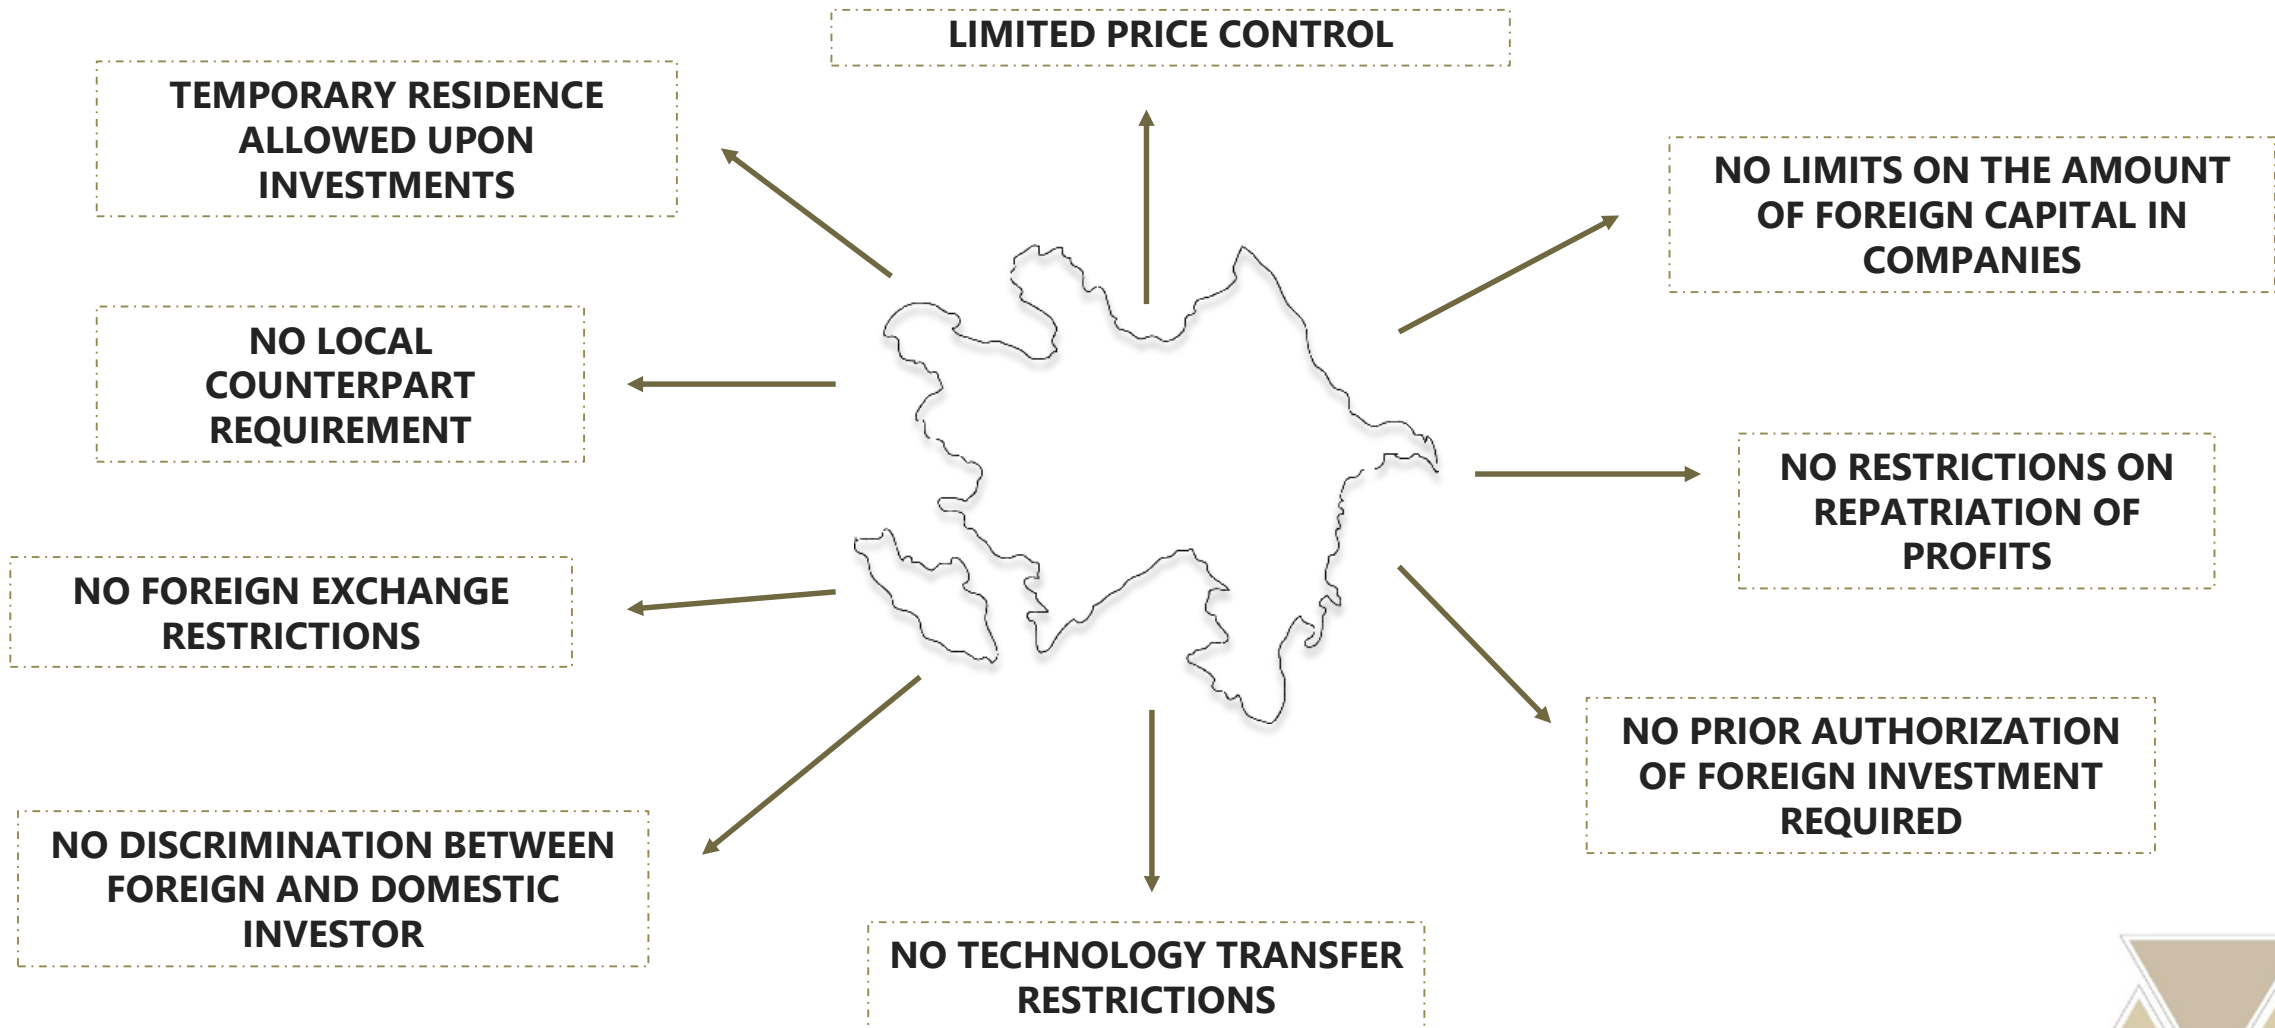 LIMITED PRICE CONTROL
TEMPORARY RESIDENCE
ALLOWED UPON
INVESTMENTS
NO LIMITS ON THE AMOUNT
OF FOREIGN CAPITAL IN
COMPANIES
NO LOCAL
COUNTERPART
REQUIREMENT
NO RESTRICTIONS ON
REPATRIATION OF
PROFITS
NO FOREIGN EXCHANGE
RESTRICTIONS
NO PRIOR AUTHORIZATION
OF FOREIGN INVESTMENT
REQUIRED
NO DISCRIMINATION BETWEEN
FOREIGN AND DOMESTIC
INVESTOR
NO TECHNOLOGY TRANSFER
RESTRICTIONS